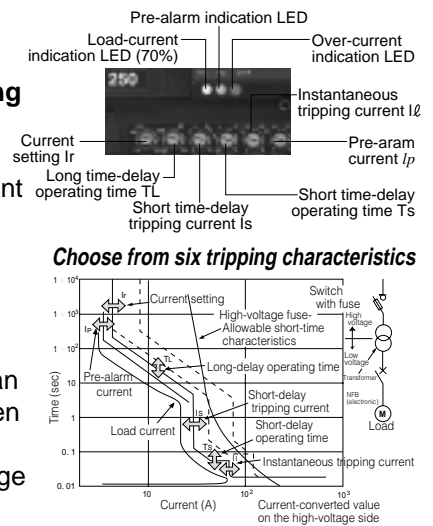 Pre-alarm indication LED
Load-current
indication LED (70%)
Over-current
indication LED
250
ing
Instantaneous
tripping current Iℓ
Current
setting Ir
Pre-aram
current Ip
Long time-delay
operating time TL
ent
Short time-delay
tripping current Is
Short time-delay
operating time Ts
Choose from six tripping characteristics
1×10⁴
1×10³
1×10²
10
1
0.1
0.01
Time (sec)
Ir
Current setting
High-voltage fuse-
Allowable short-time
characteristics
Switch
with fuse
High
voltage
Low
voltage
Transformer
NFB
(electronic)
M
Load
IP
Pre-alarm
current
TL
Long-delay operating time
an
en
Is
Short-delay
tripping current
Load current
Short-delay
operating time
Ts
Instantaneous tripping current
ge
10
10²
10³
Current (A)
Current-converted value
on the high-voltage side